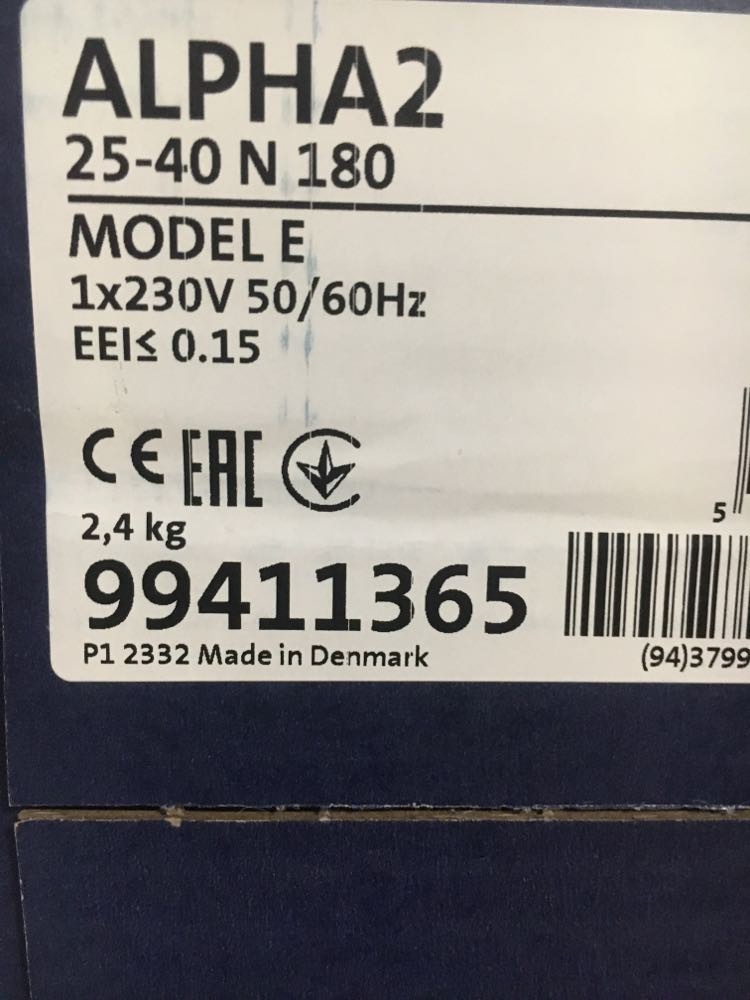 ALPHA2
25-40 N 180
MODEL E
1x230V 50/60Hz
EEI≤ 0.15
CE EAC
5
2,4 kg
99411365
P1 2332 Made in Denmark
(94)3799